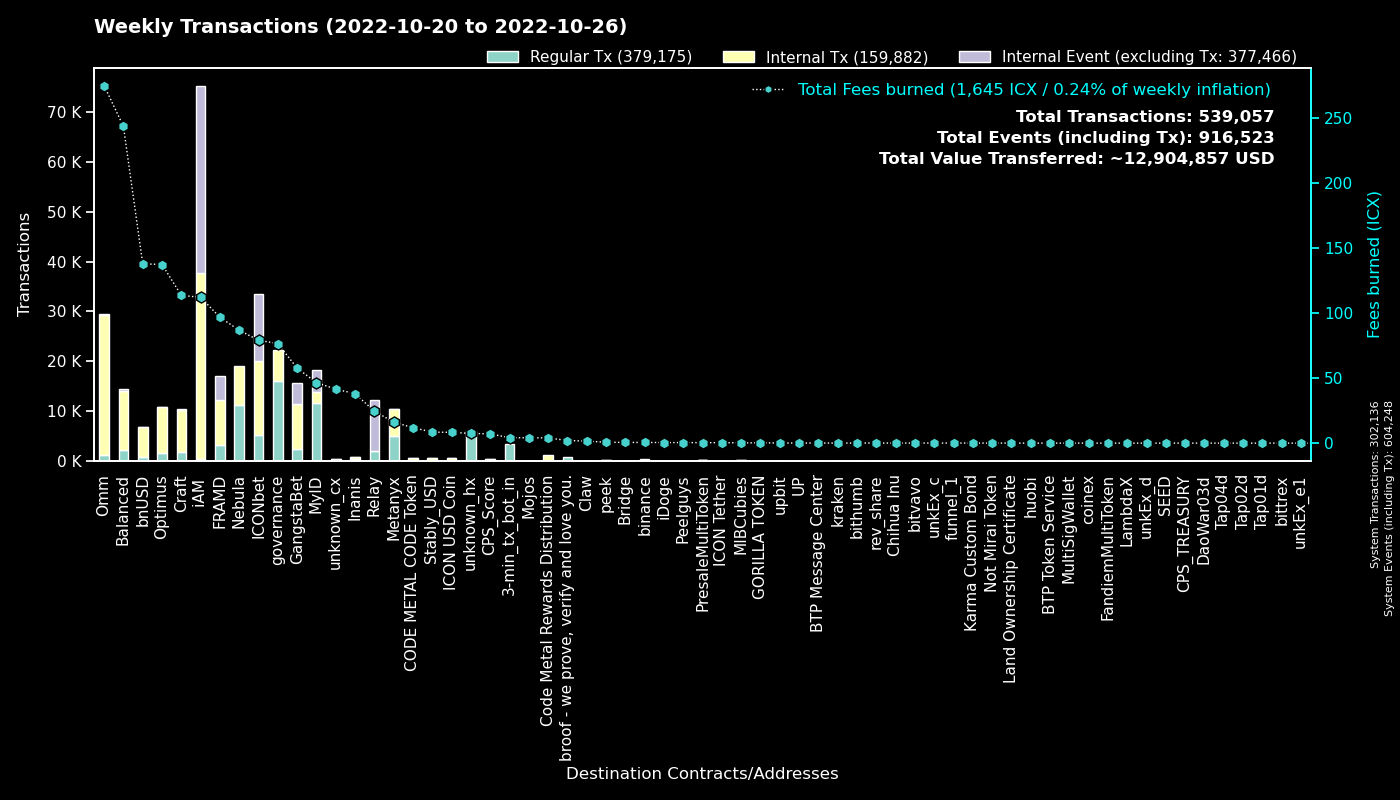 Weekly Transactions (2022-10-20 to 2022-10-26)
Regular Tx (379,175)
Internal Tx (159,882)
Internal Event (excluding Tx: 377,466)
Total Fees burned (1,645 ICX / 0.24% of weekly inflation)
Total Transactions: 539,057
Total Events (including Tx): 916,523
Total Value Transferred: ~12,904,857 USD
Transactions
70 K
60 K
50 K
40 K
30 K
20 K
10 K
0 K
250
200
150
100
50
0
Fees burned (ICX)
System Transactions: 302,136
System Events (including Tx): 604,248
Omm
Balanced
bnUSD
Optimus
Craft
iAM
FRAMD
Nebula
ICONbet
governance
GangstaBet
MyID
unknown_cx
Inanis
Relay
Metanyx
CODE METAL CODE Token
Stably_USD
ICON USD Coin
unknown_hx
CPS_Score
3-min_tx_bot_in
Mojos
Code Metal Rewards Distribution
broof - we prove, verify and love you.
Claw
peek
Bridge
binance
iDoge
Peelguys
PresaleMultiToken
ICON Tether
MIBCubies
GORILLA TOKEN
upbit
UP
BTP Message Center
kraken
bithumb
rev_share
Chihua Inu
bitvavo
unkEx_c
funnel_1
Karma Custom Bond
Not Mirai Token
Land Ownership Certificate
huobi
BTP Token Service
MultiSigWallet
coinex
FandiemMultiToken
LambdaX
unkEx_d
SEED
CPS_TREASURY
DaoWar03d
Tap04d
Tap02d
Tap01d
bittrex
unkEx_e1
Destination Contracts/Addresses